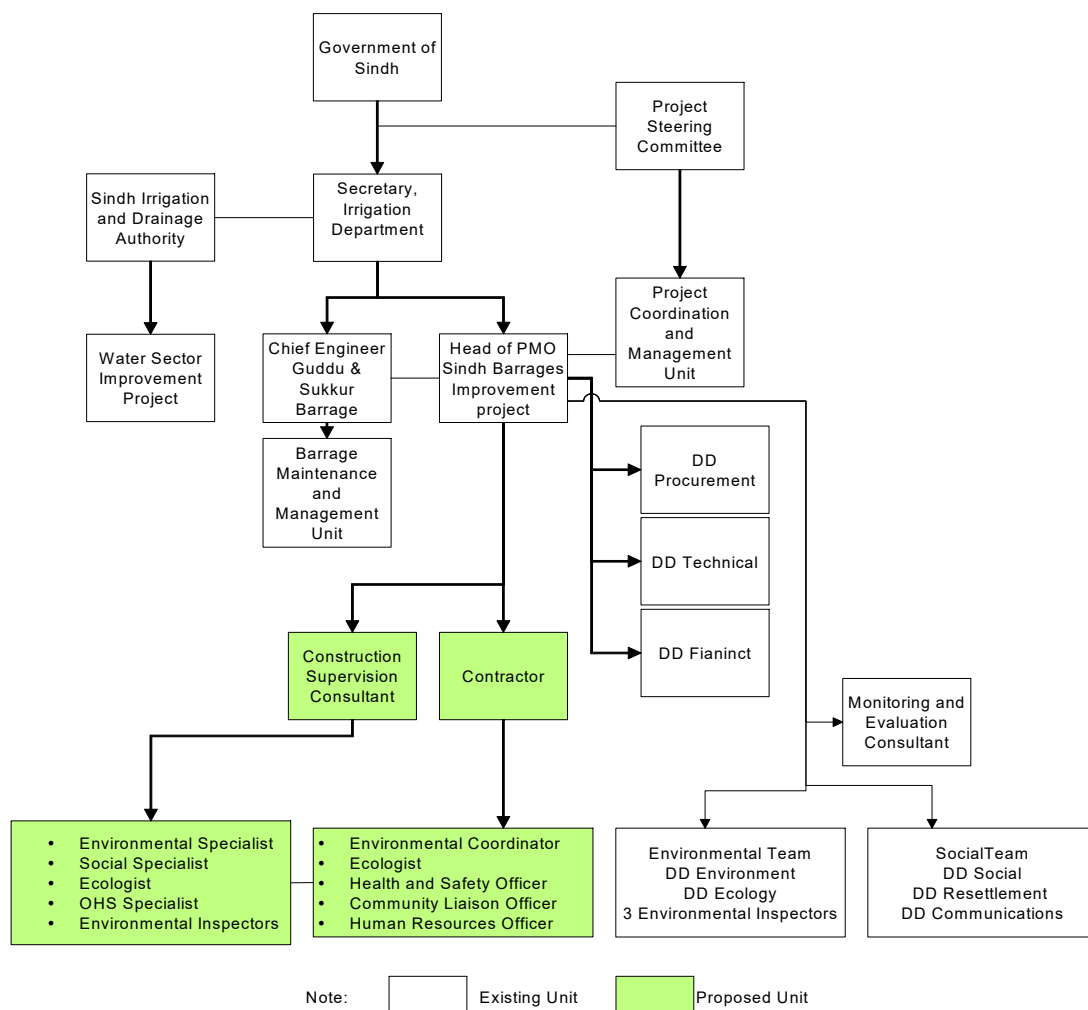 Government of
Sindh
Project
Steering
Committee
Sindh Irrigation
and Drainage
Authority
Secretary,
Irrigation
Department
Water Sector
Improvement
Project
Chief Engineer
Guddu &
Sukkur
Barrage
Head of PMO
Sindh Barrages
Improvement
project
Project
Coordination
and
Management
Unit
Barrage
Maintenance
and
Management
Unit
DD
Procurement
DD Technical
DD Fianinct
Construction
Supervision
Consultant
Contractor
Monitoring and
Evaluation
Consultant
• Environmental Specialist
• Social Specialist
• Ecologist
• OHS Specialist
• Environmental Inspectors
• Environmental Coordinator
• Ecologist
• Health and Safety Officer
• Community Liaison Officer
• Human Resources Officer
Environmental Team
DD Environment
DD Ecology
3 Environmental Inspectors
SocialTeam
DD Social
DD Resettlement
DD Communications
Note: Existing Unit Proposed Unit